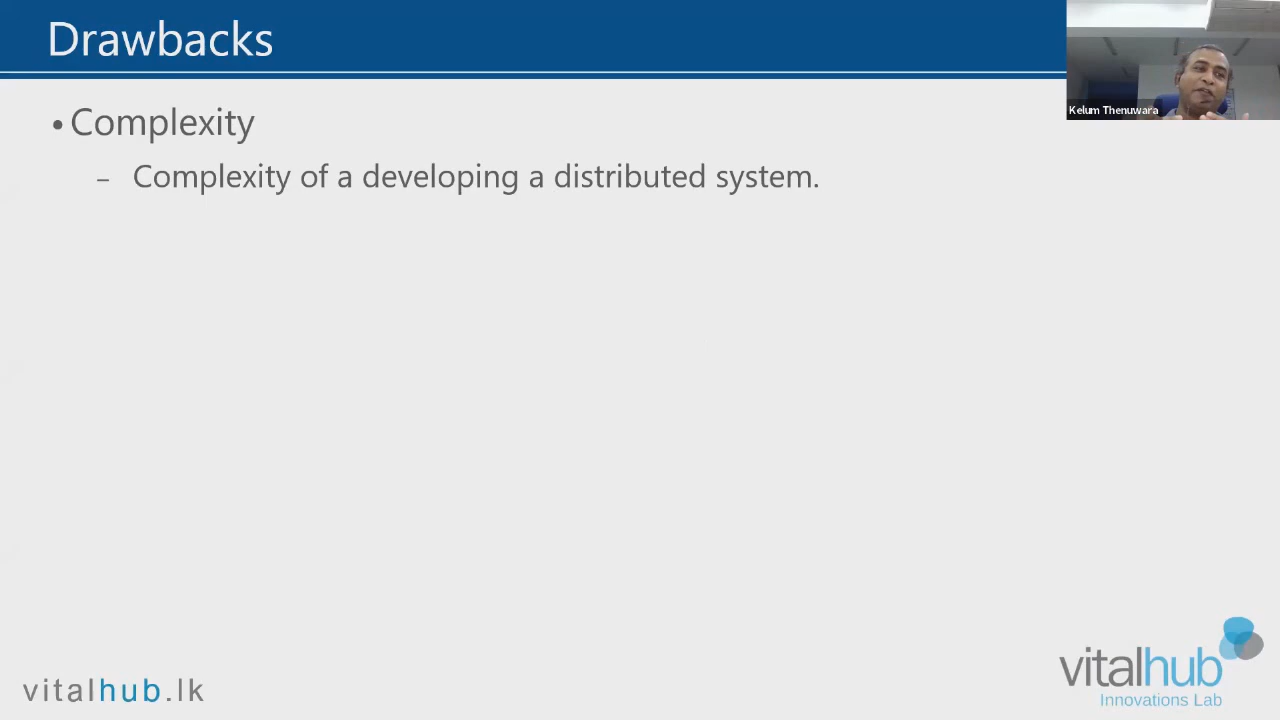 Drawbacks
Kelum Thenuwara
• Complexity
– Complexity of a developing a distributed system.
vitalhub.lk
vitalhub
Innovations Lab